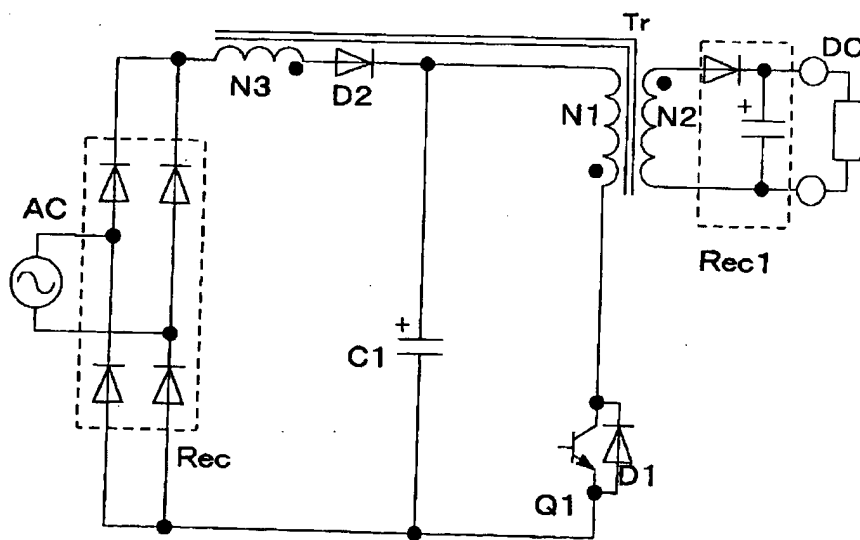 Tr
DC
N3
D2
N1
N2
+
AC
Rec1
+
C1
Rec
Q1
D1